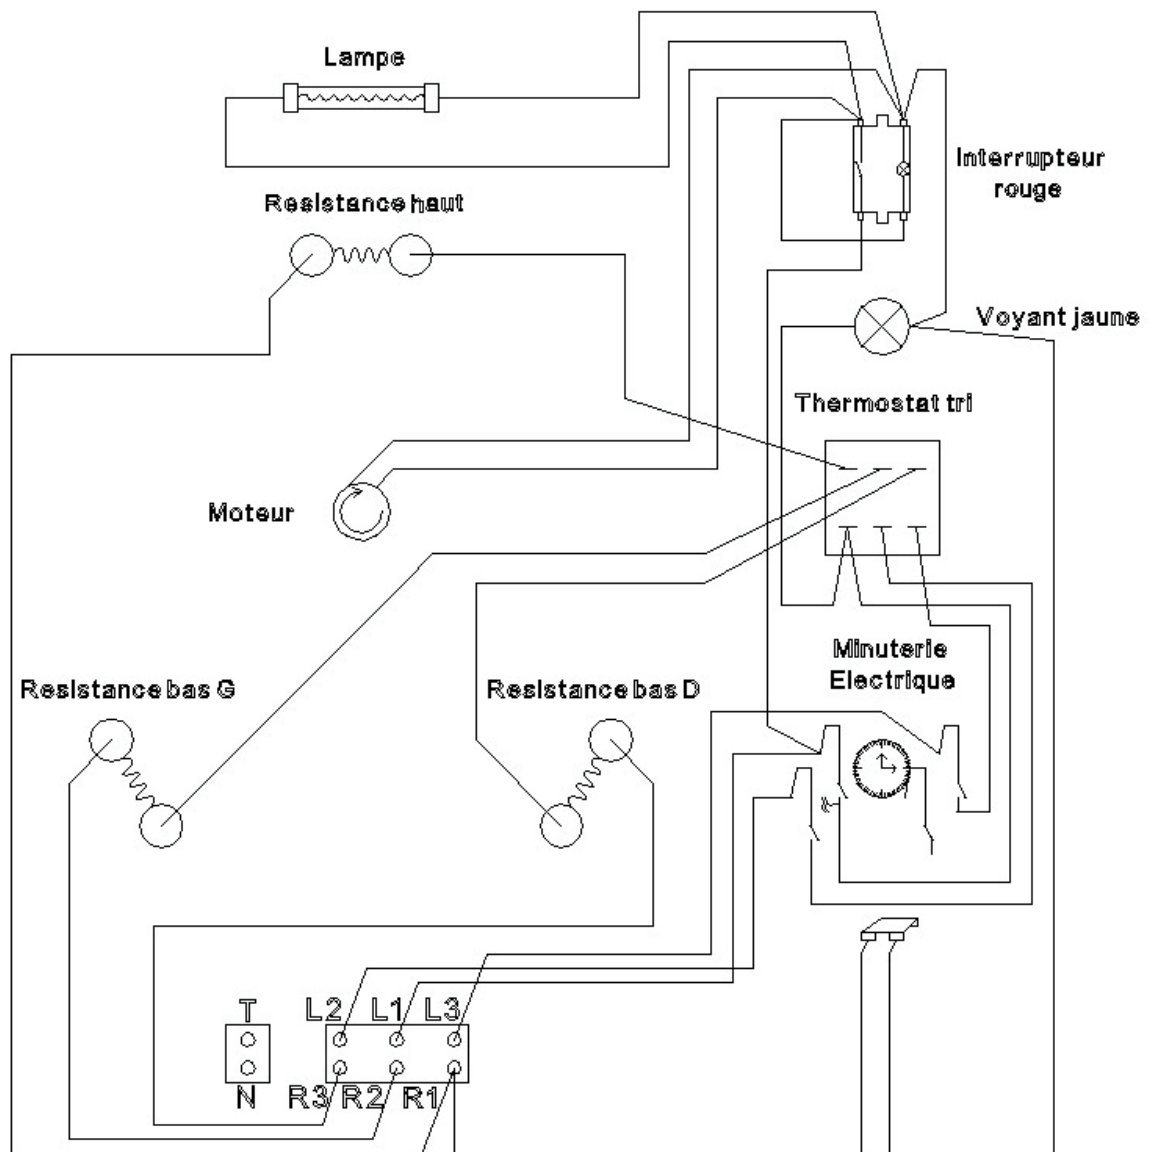 Lampe
Interrupteur
rouge
Resistance haut
Voyant jaune
Thermostat tri
Moteur
Minuterie
Electrique
Resistance bas G
Resistance bas D
T L2 L1 L3
N R3 R2 R1